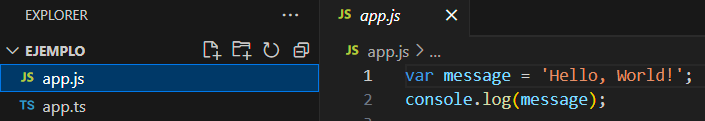 EXPLORER
EJEMPLO
JS app.js
TS app.ts
JS app.js
JS app.js > ...
1 var message = 'Hello, World!';
2 console.log(message);
3